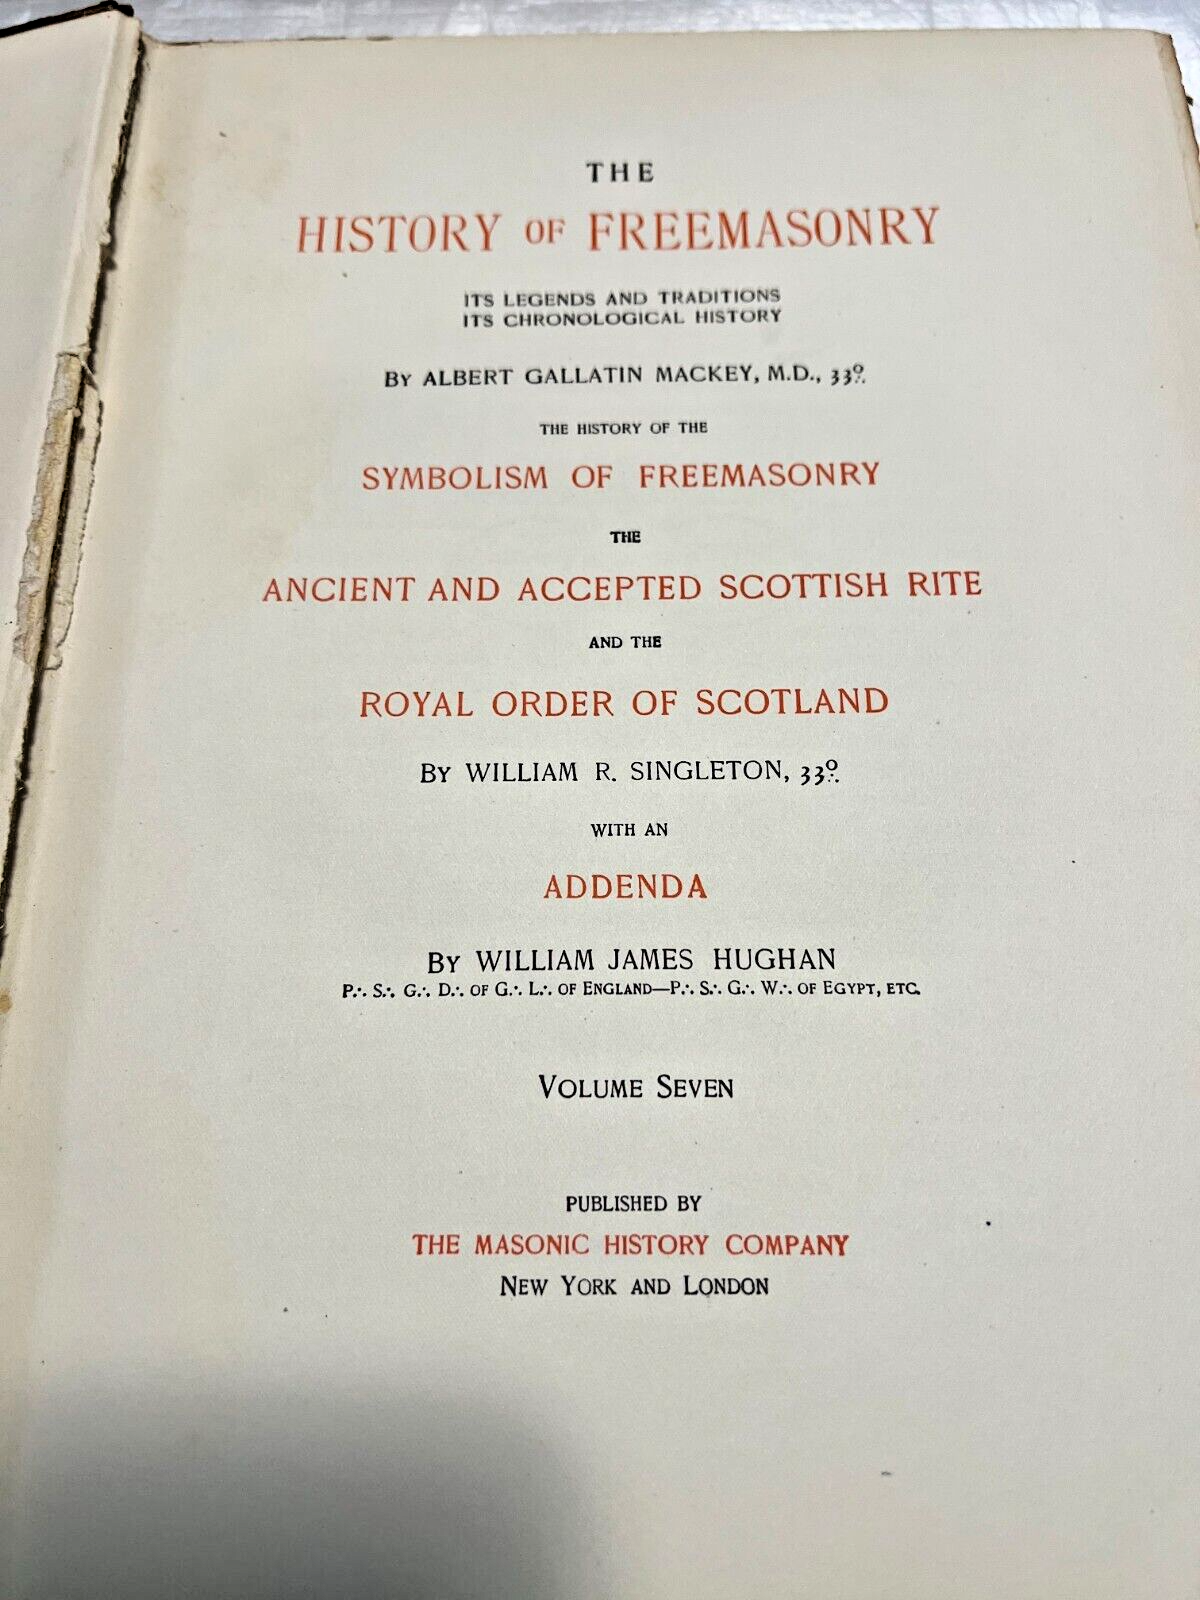 THE
HISTORY OF FREEMASONRY
ITS LEGENDS AND TRADITIONS
ITS CHRONOLOGICAL HISTORY
BY ALBERT GALLATIN MACKEY, M.D., 33º∴
THE HISTORY OF THE
SYMBOLISM OF FREEMASONRY
THE
ANCIENT AND ACCEPTED SCOTTISH RITE
AND THE
ROYAL ORDER OF SCOTLAND
BY WILLIAM R. SINGLETON, 33º∴
WITH AN
ADDENDA
BY WILLIAM JAMES HUGHAN
P∴ S∴ G∴ D∴ OF G∴ L∴ OF ENGLAND—P∴ S∴ G∴ W∴ OF EGYPT, ETC.
VOLUME SEVEN
PUBLISHED BY
THE MASONIC HISTORY COMPANY
NEW YORK AND LONDON